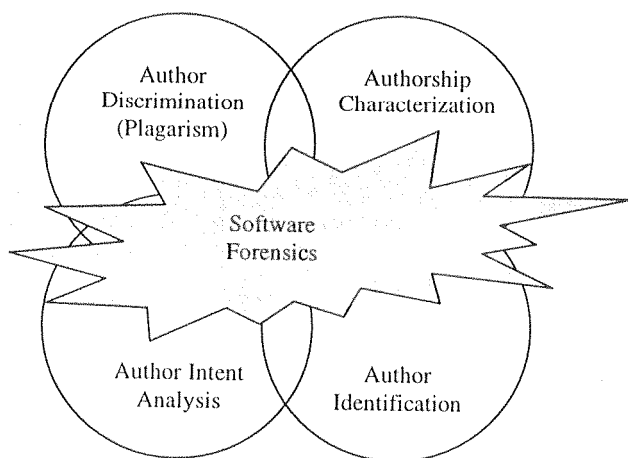 Author
Discrimination
(Plagarism)
Authorship
Characterization
Software
Forensics
Author Intent
Analysis
Author
Identification